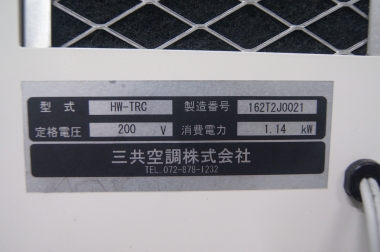 型式 HW-TRC 製造番号 162T2J0021
定格電圧 200 V 消費電力 1.14 kW
三共空調株式会社
TEL 072-878-1232